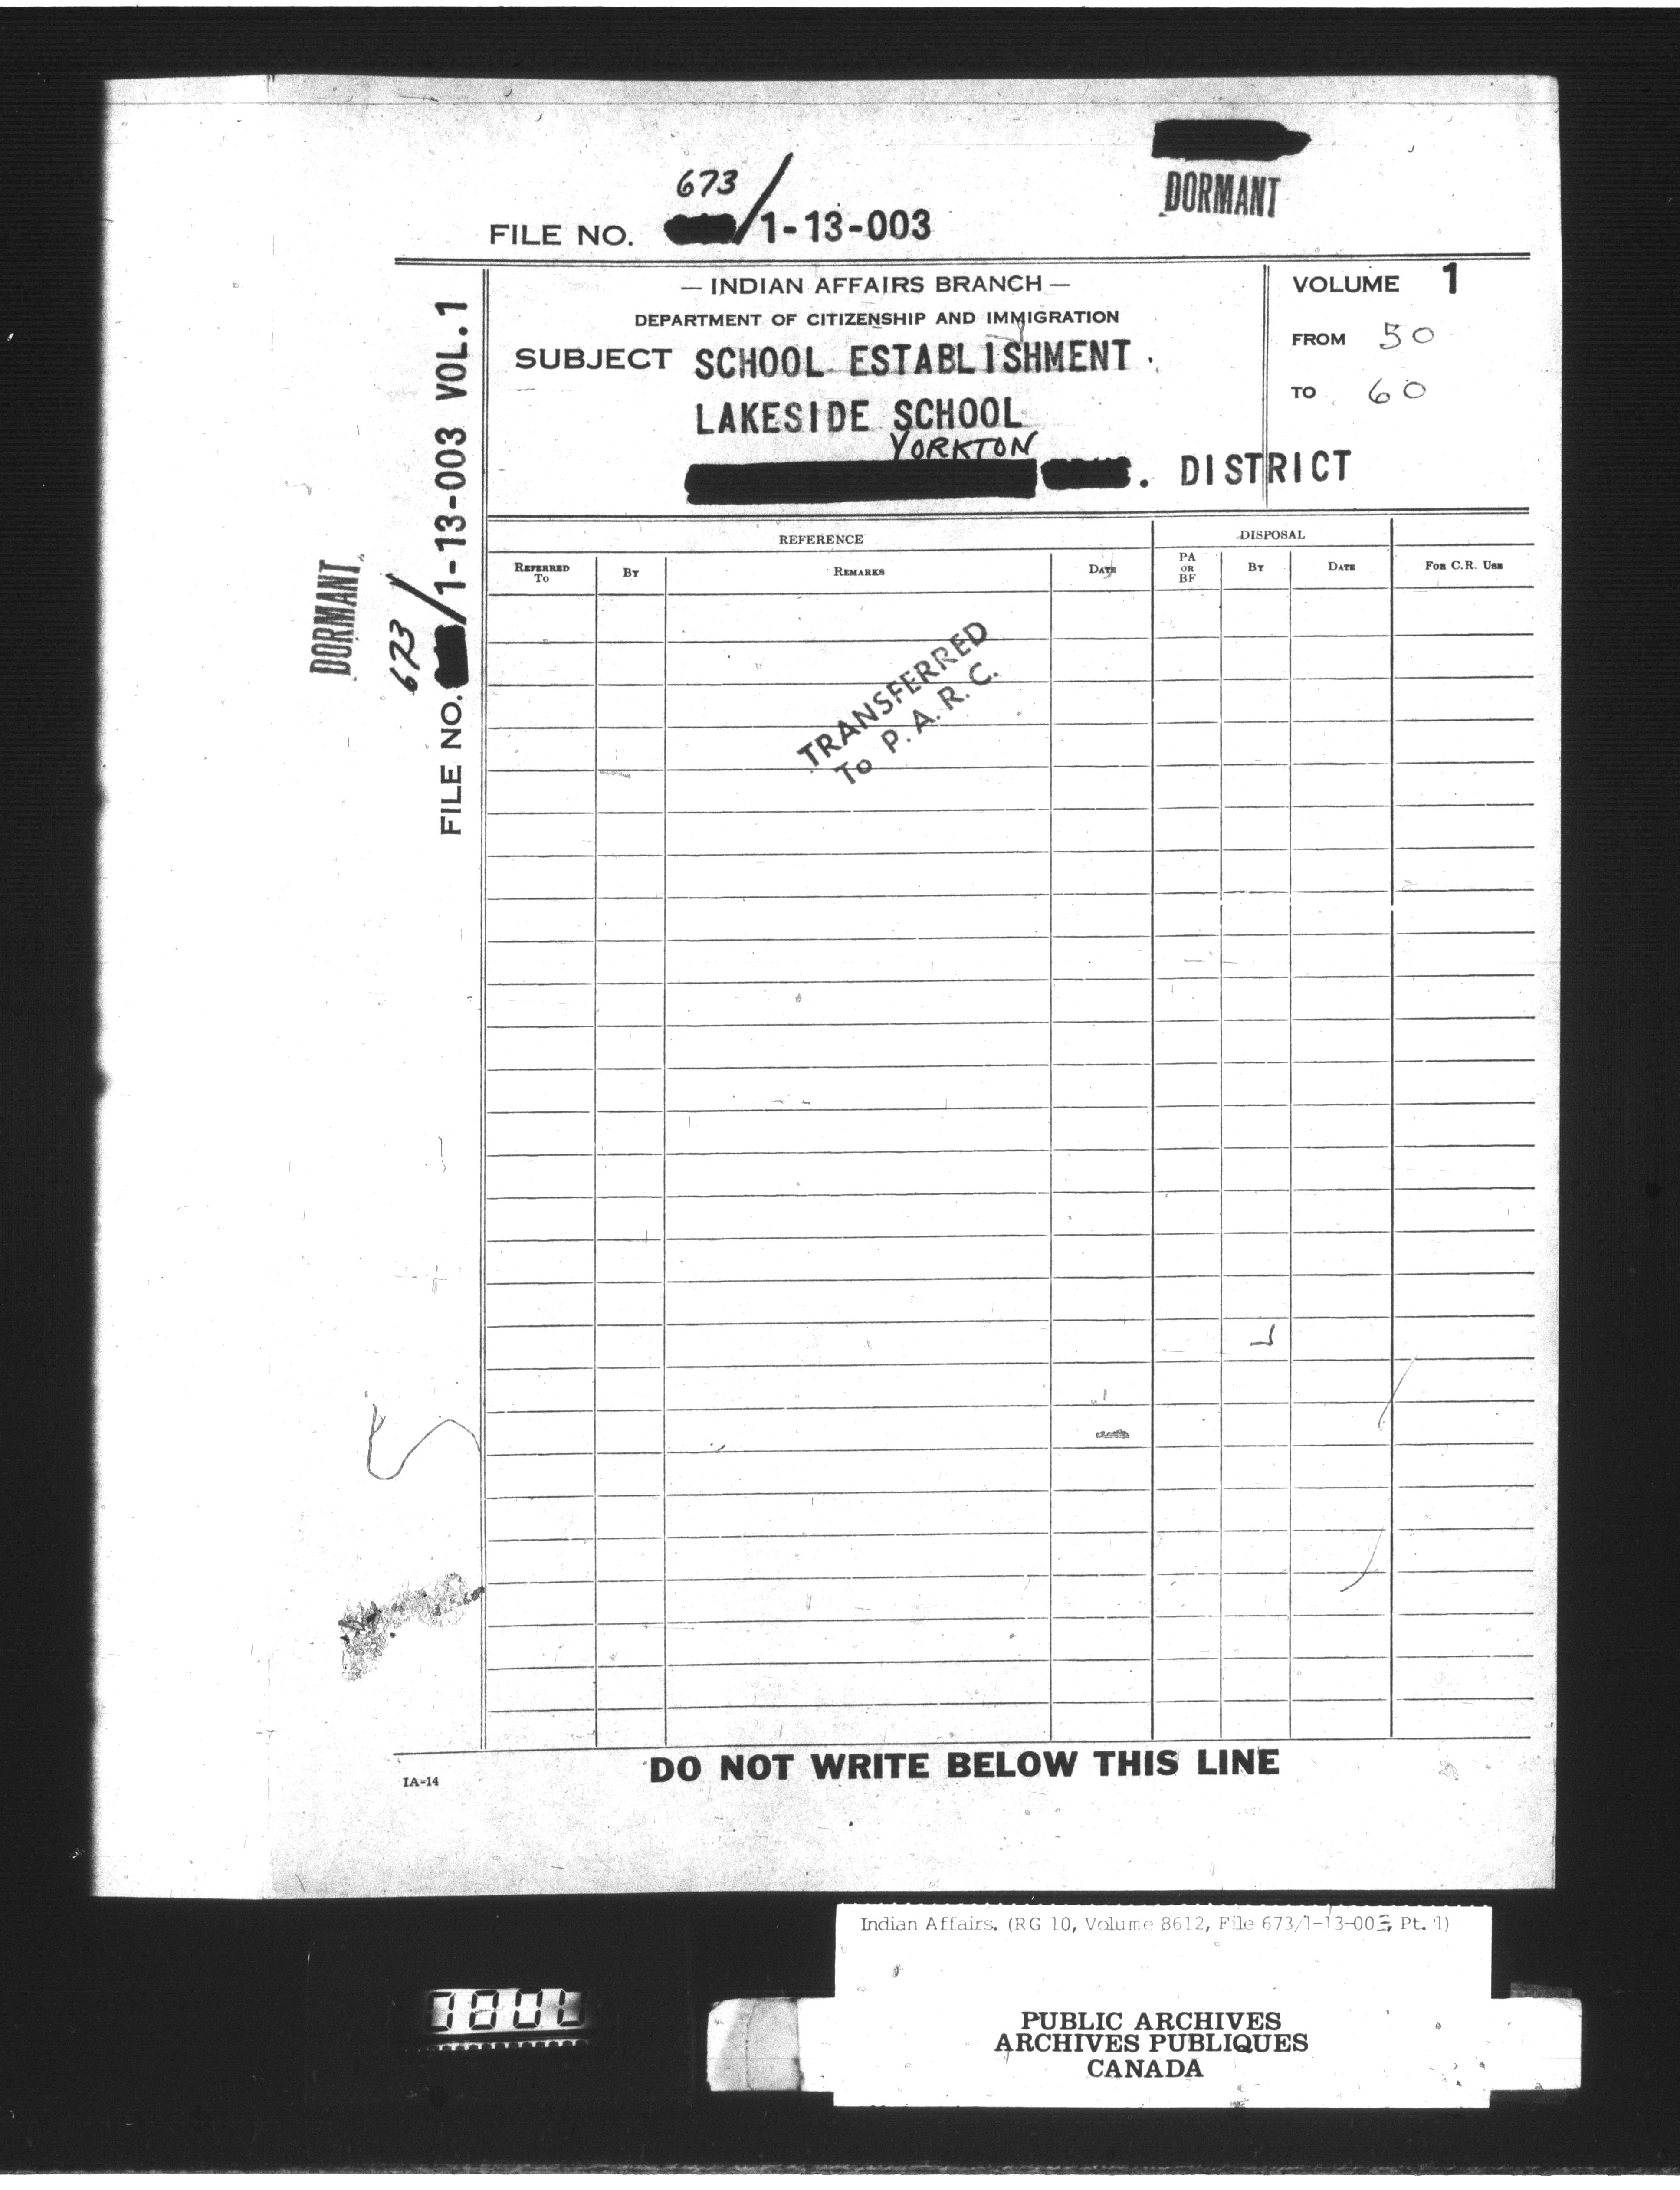 673
FILE NO. /1-13-003
DORMANT
— INDIAN AFFAIRS BRANCH —
DEPARTMENT OF CITIZENSHIP AND IMMIGRATION
SUBJECT SCHOOL ESTABLISHMENT
LAKESIDE SCHOOL
YORKTON
. DISTRICT
VOLUME 1
FROM 50
TO 60
FILE NO. 673/1-13-003 VOL.1
DORMANT
REFERENCE
DISPOSAL
REFERRED TO
BY
REMARKS
DATE
PA OR BF
BY
DATE
FOR C.R. USE
TRANSFERRED
To P.A.R.C.
DO NOT WRITE BELOW THIS LINE
IA-14
Indian Affairs. (RG 10, Volume 8612, File 673/1-13-003, Pt. 1)
PUBLIC ARCHIVES
ARCHIVES PUBLIQUES
CANADA